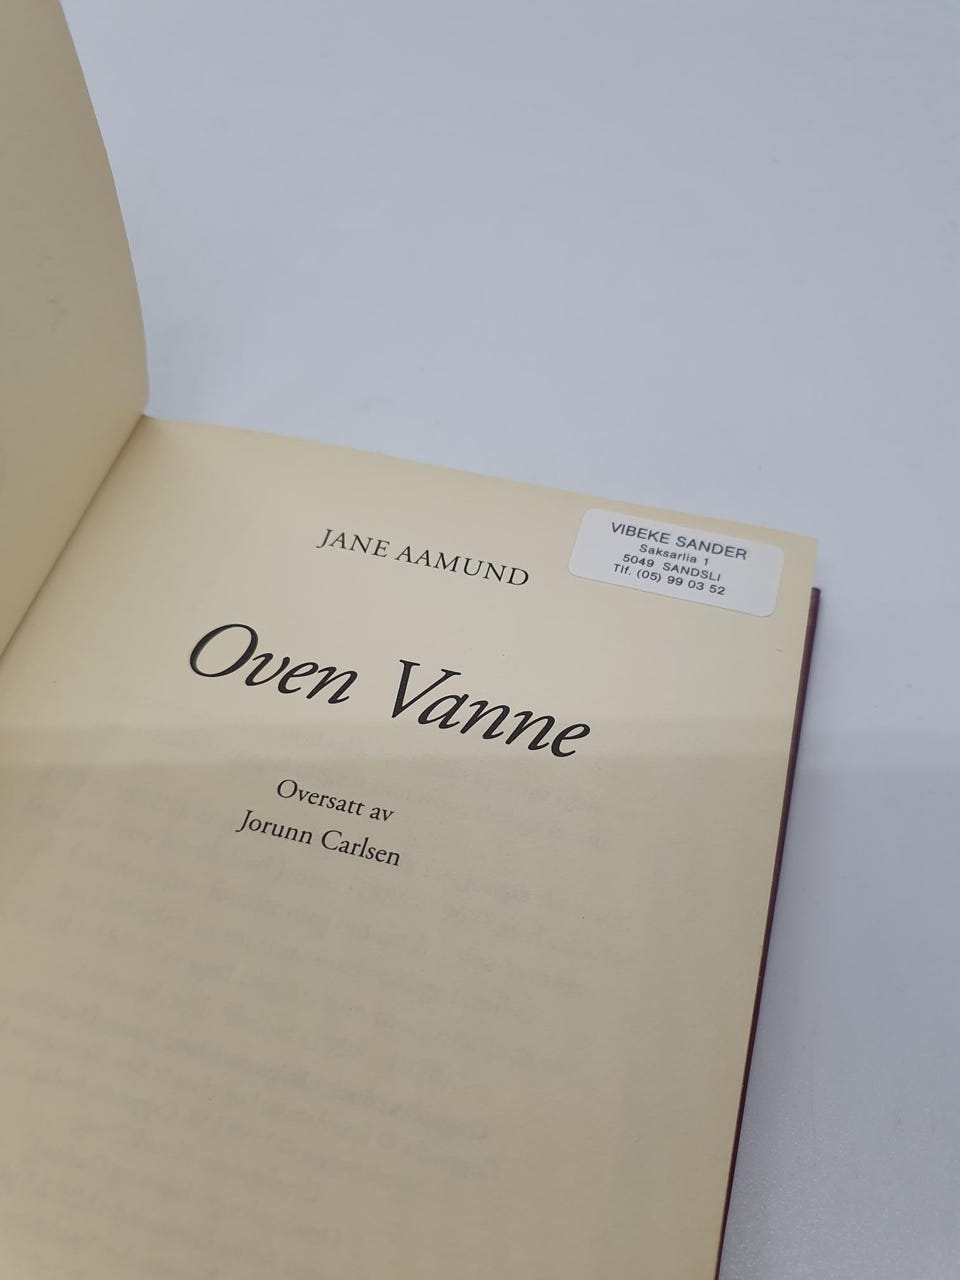 JANE AAMUND
VIBEKE SANDER
Saksarlia 1
5049 SANDSLI
Tlf. (05) 99 03 52
Oven Vanne
Oversatt av
Jorunn Carlsen